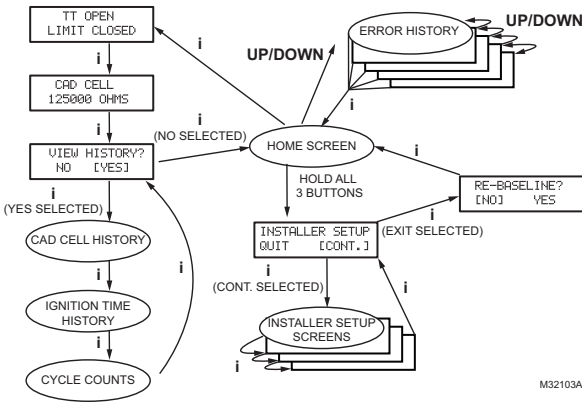 TT OPEN
LIMIT CLOSED
i
CAD CELL
125000 OHMS
i
VIEW HISTORY?
NO [YES]
i
(YES SELECTED)
CAD CELL HISTORY
i
IGNITION TIME
HISTORY
i
CYCLE COUNTS
i
i
i
(NO SELECTED)
HOME SCREEN
UP/DOWN
ERROR HISTORY
UP/DOWN
i
HOLD ALL
3 BUTTONS
INSTALLER SETUP
QUIT [CONT.]
i
(EXIT SELECTED)
RE-BASELINE?
[NO] YES
i
i
(CONT. SELECTED)
INSTALLER SETUP
SCREENS
i
i
M32103A